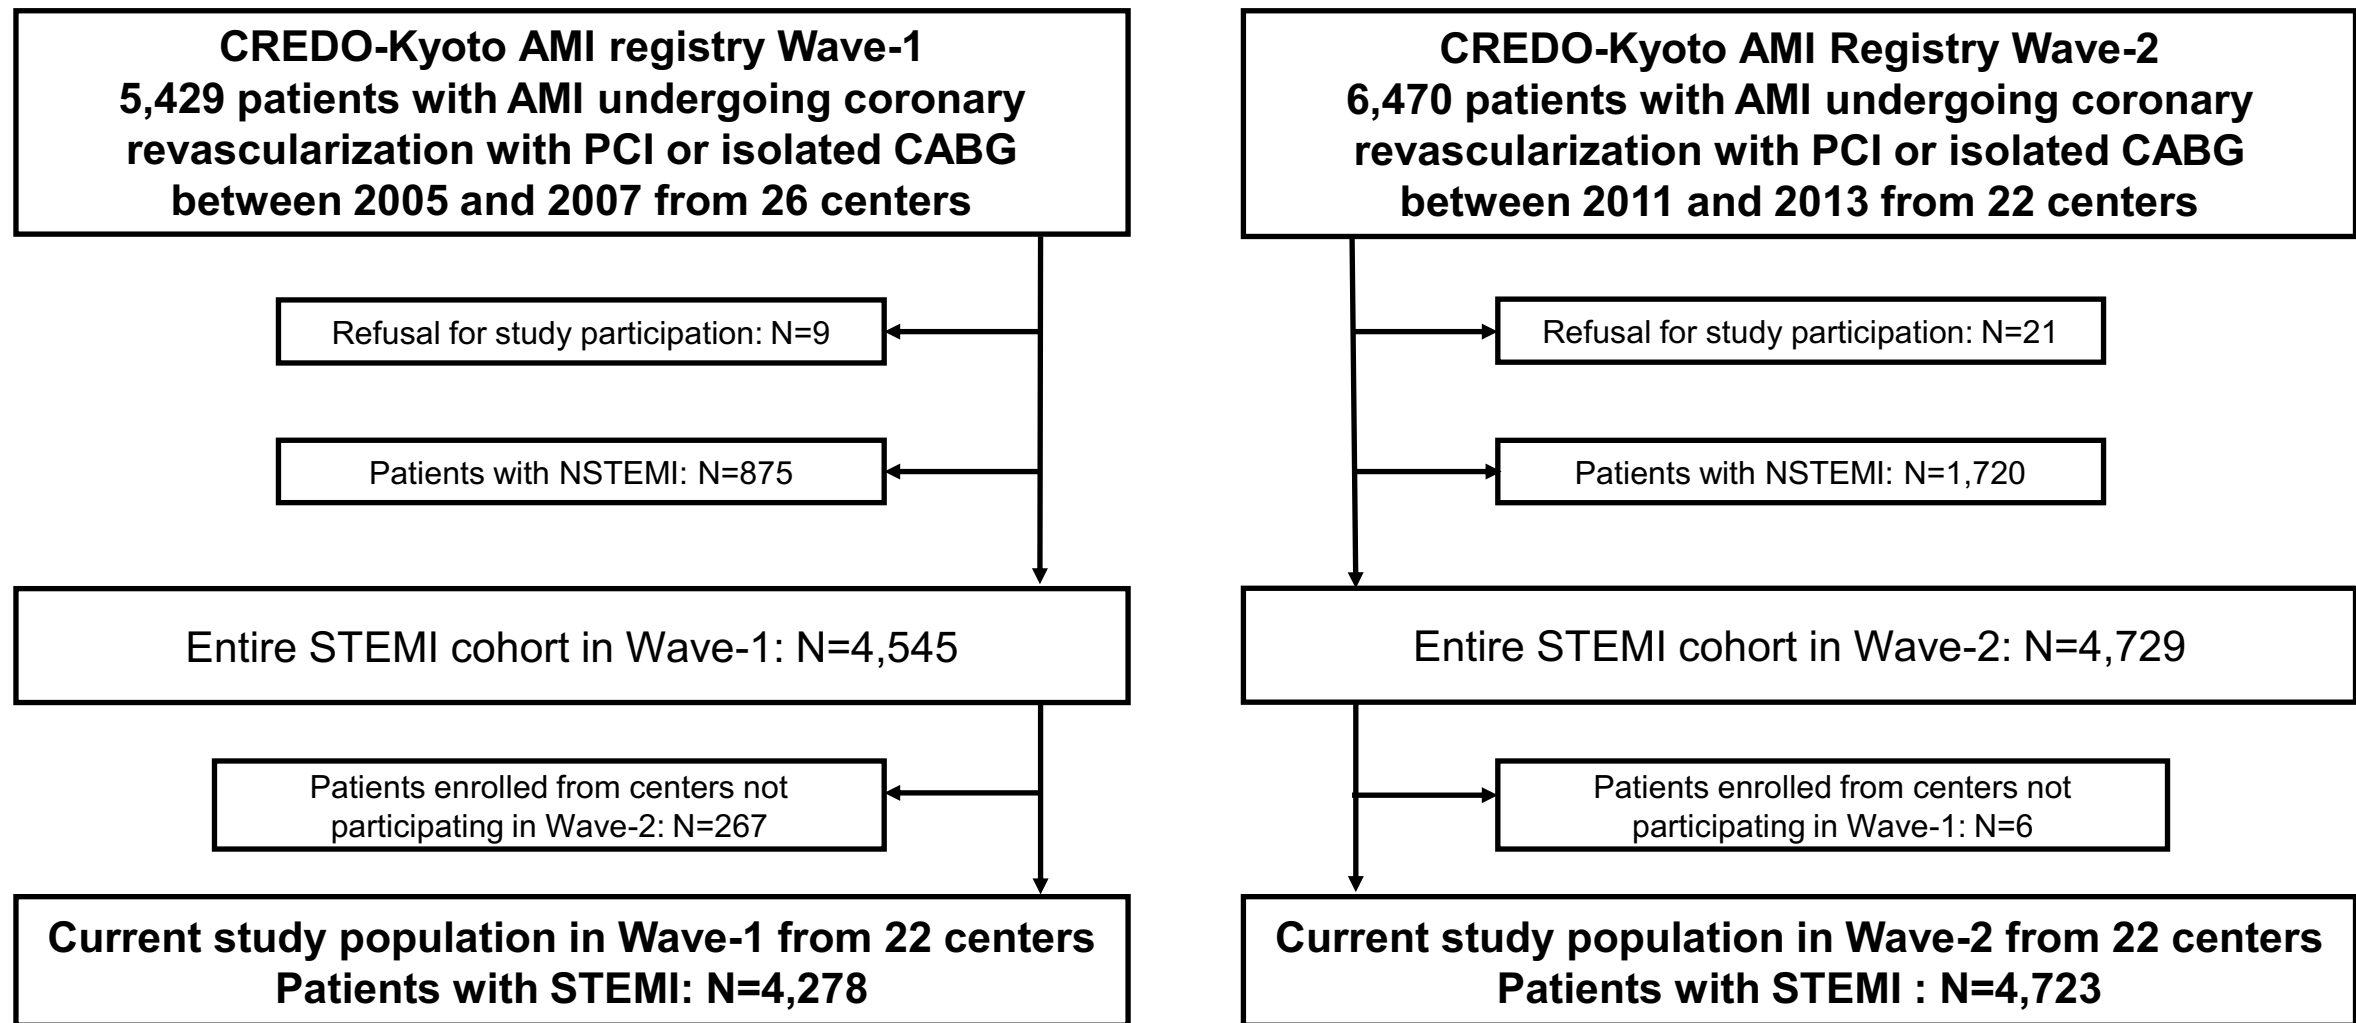 CREDO-Kyoto AMI registry Wave-1
5,429 patients with AMI undergoing coronary
revascularization with PCI or isolated CABG
between 2005 and 2007 from 26 centers
Refusal for study participation: N=9
Patients with NSTEMI: N=875
Entire STEMI cohort in Wave-1: N=4,545
Patients enrolled from centers not
participating in Wave-2: N=267
Current study population in Wave-1 from 22 centers
Patients with STEMI: N=4,278
CREDO-Kyoto AMI Registry Wave-2
6,470 patients with AMI undergoing coronary
revascularization with PCI or isolated CABG
between 2011 and 2013 from 22 centers
Refusal for study participation: N=21
Patients with NSTEMI: N=1,720
Entire STEMI cohort in Wave-2: N=4,729
Patients enrolled from centers not
participating in Wave-1: N=6
Current study population in Wave-2 from 22 centers
Patients with STEMI : N=4,723